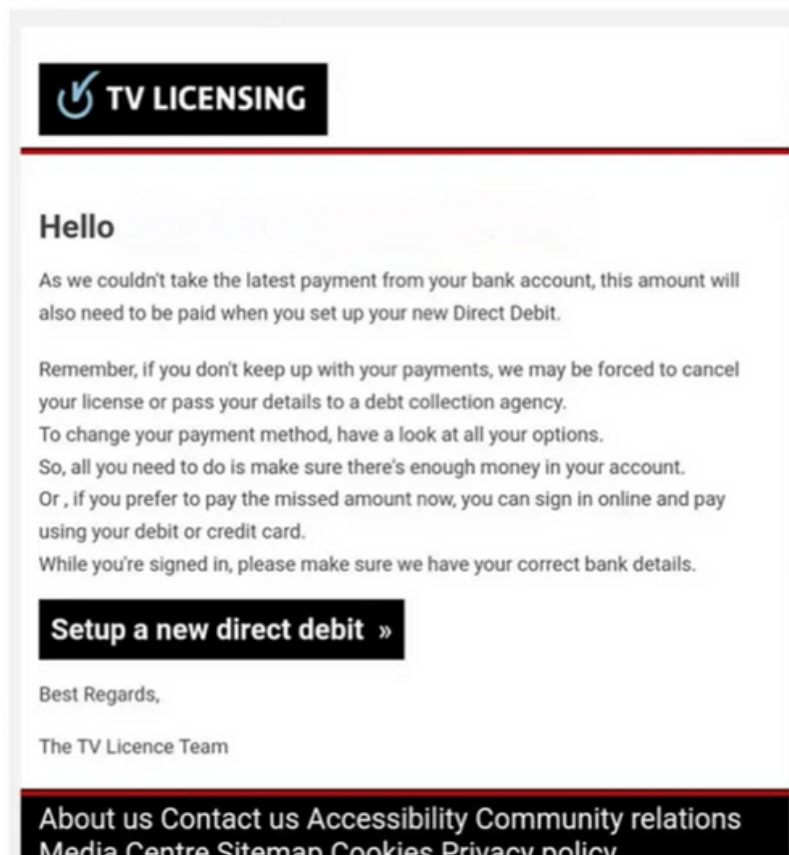 TV LICENSING
Hello
As we couldn't take the latest payment from your bank account, this amount will
also need to be paid when you set up your new Direct Debit.
Remember, if you don't keep up with your payments, we may be forced to cancel
your license or pass your details to a debt collection agency.
To change your payment method, have a look at all your options.
So, all you need to do is make sure there's enough money in your account.
Or , if you prefer to pay the missed amount now, you can sign in online and pay
using your debit or credit card.
While you're signed in, please make sure we have your correct bank details.
Setup a new direct debit »
Best Regards,
The TV Licence Team
About us Contact us Accessibility Community relations
Media Centre Sitemap Cookies Privacy policy